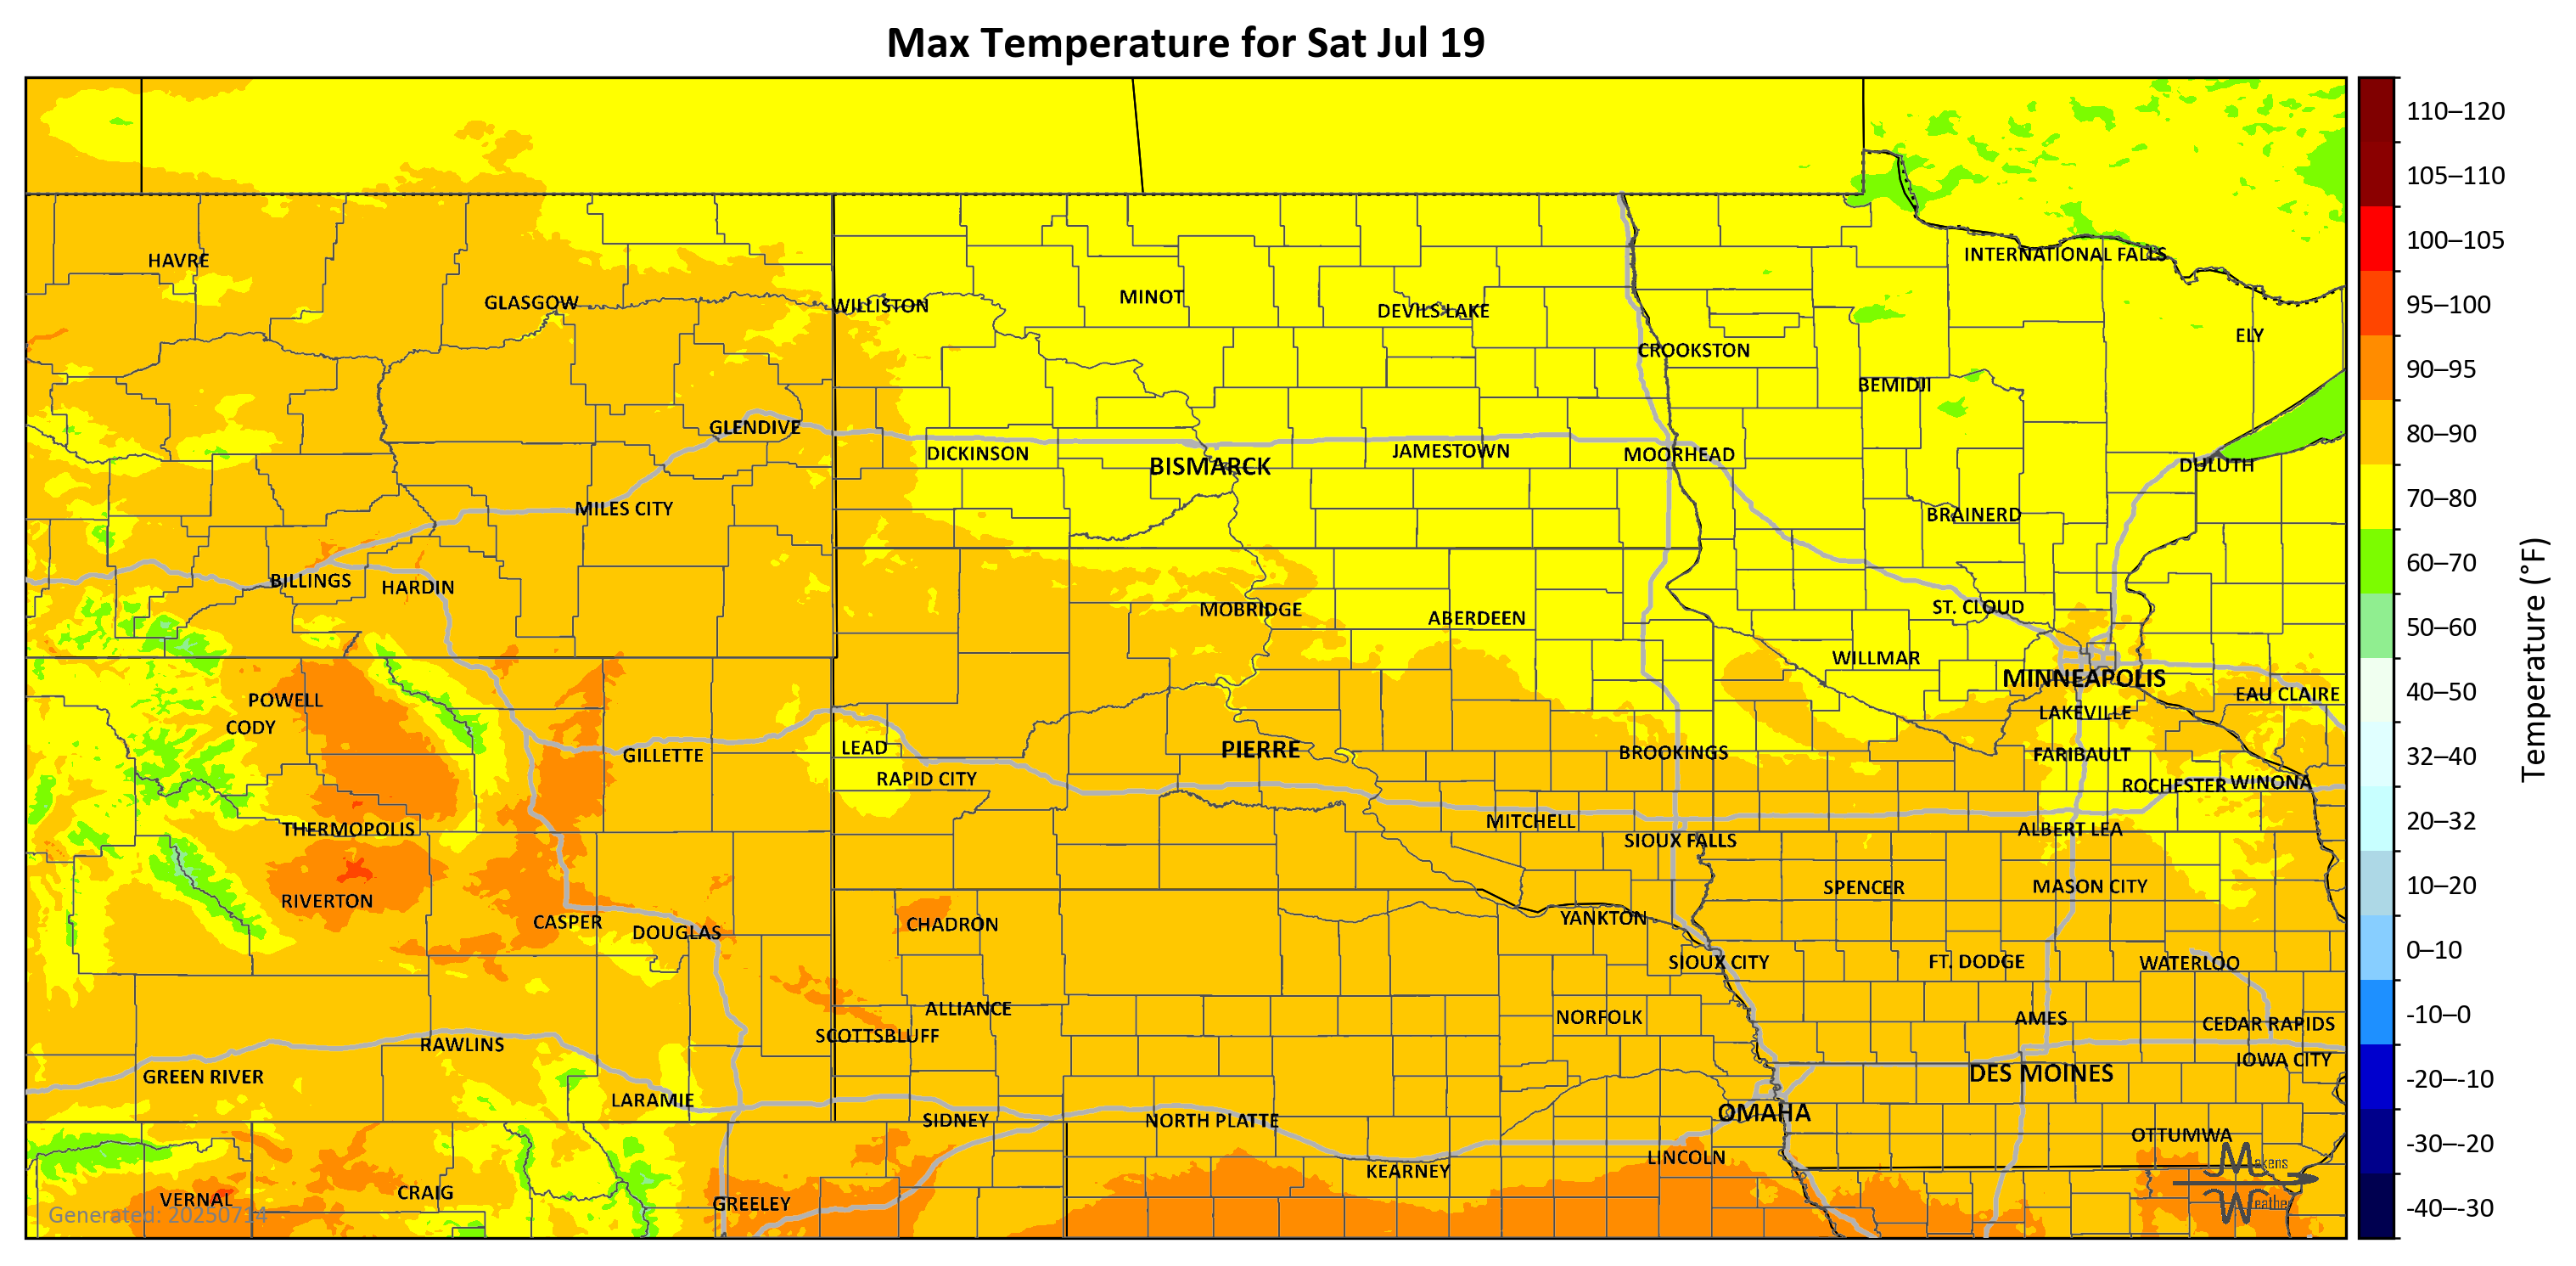 Max Temperature for Sat Jul 19
110–120
105–110
INTERNATIONAL FALLS
100–105
HAVRE
GLASGOW
WILLISTON
MINOT
DEVILS LAKE
95–100
ELY
CROOKSTON
90–95
BEMIDJI
GLENDIVE
80–90
DICKINSON
BISMARCK
JAMESTOWN
MOORHEAD
DULUTH
70–80
MILES CITY
BRAINERD
60–70
BILLINGS
HARDIN
MOBRIDGE
ABERDEEN
ST. CLOUD
50–60
WILLMAR
MINNEAPOLIS
POWELL
EAU CLAIRE
40–50
CODY
LAKEVILLE
GILLETTE
LEAD
PIERRE
BROOKINGS
FARIBAULT
32–40
Temperature (°F)
RAPID CITY
ROCHESTER
WINONA
THERMOPOLIS
MITCHELL
ALBERT LEA
20–32
SIOUX FALLS
RIVERTON
SPENCER
MASON CITY
10–20
CASPER
DOUGLAS
CHADRON
YANKTON
SIOUX CITY
FT. DODGE
WATERLOO
0–10
ALLIANCE
NORFOLK
AMES
CEDAR RAPIDS
-10–0
RAWLINS
SCOTTSBLUFF
IOWA CITY
GREEN RIVER
DES MOINES
-20–-10
LARAMIE
SIDNEY
NORTH PLATTE
OMAHA
OTTUMWA
-30–-20
KEARNEY
LINCOLN
Makens
Weather
VERNAL
CRAIG
GREELEY
-40–-30
Generated: 20250714